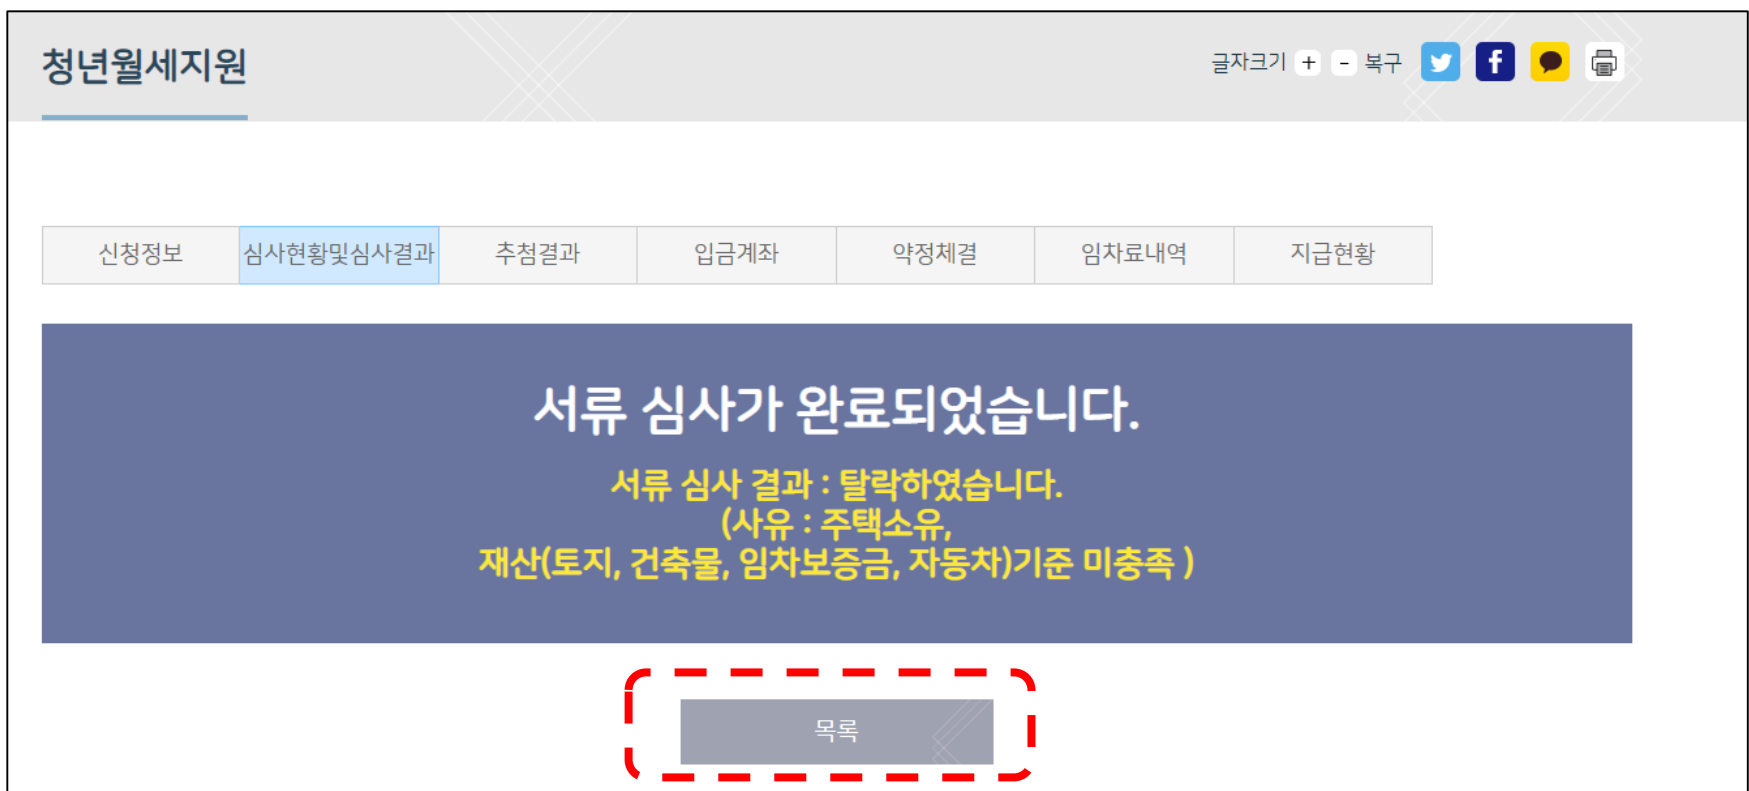 청년월세지원
글자크기 + - 복구
신청정보 심사현황및심사결과 추첨결과 입금계좌 약정체결 임차료내역 지급현황
서류 심사가 완료되었습니다.
서류 심사 결과 : 탈락하였습니다.
(사유 : 주택소유,
재산(토지, 건축물, 임차보증금, 자동차)기준 미충족 )
목록